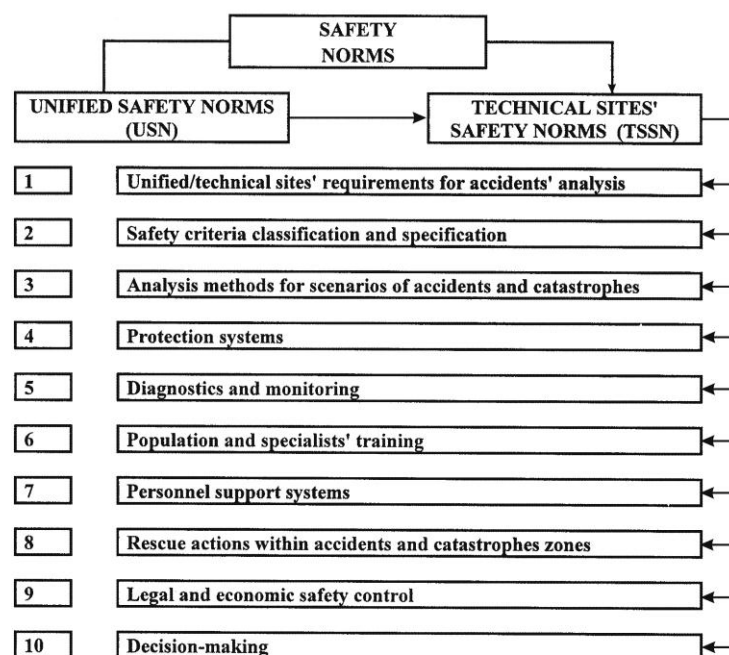 SAFETY
NORMS
UNIFIED SAFETY NORMS
(USN)
TECHNICAL SITES'
SAFETY NORMS (TSSN)
1 Unified/technical sites' requirements for accidents' analysis
2 Safety criteria classification and specification
3 Analysis methods for scenarios of accidents and catastrophes
4 Protection systems
5 Diagnostics and monitoring
6 Population and specialists' training
7 Personnel support systems
8 Rescue actions within accidents and catastrophes zones
9 Legal and economic safety control
10 Decision-making